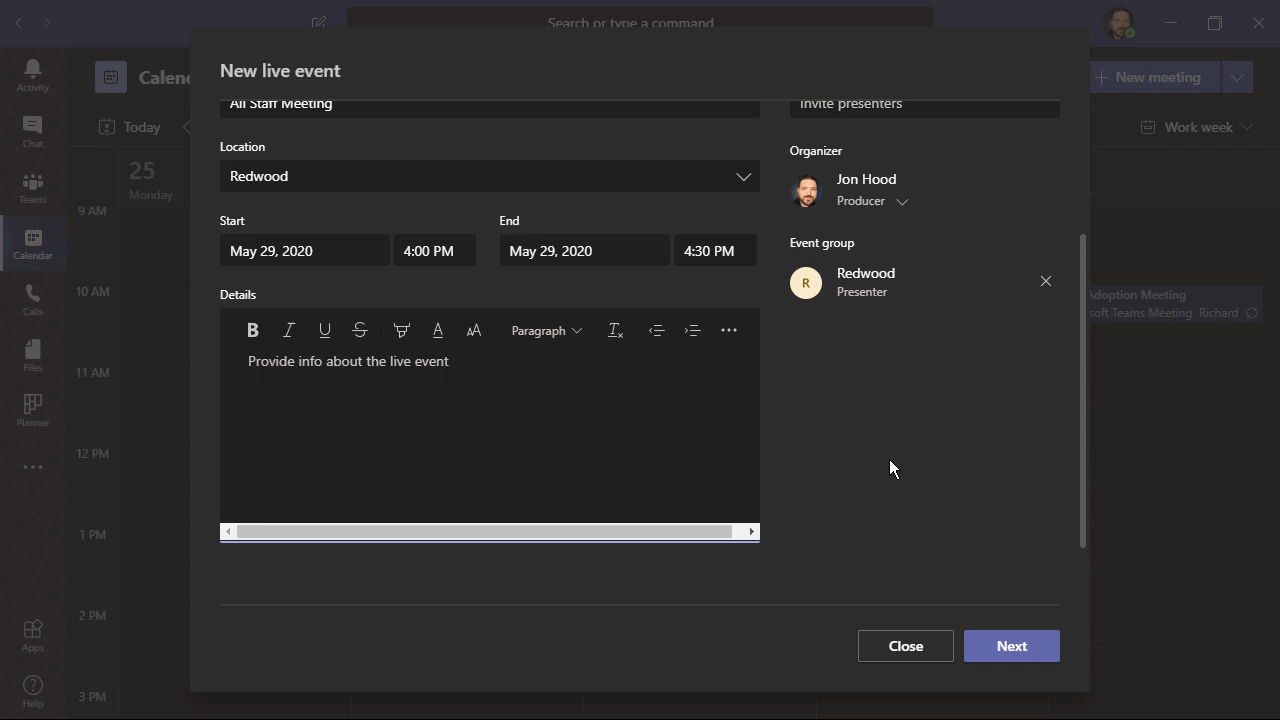 Search or type a command
Activity
Chat
Teams
Calendar
Calls
Files
Planner
Apps
Help
New meeting
Today
Work week
25
Monday
9 AM
10 AM
11 AM
12 PM
1 PM
2 PM
3 PM
Adoption Meeting
Teams Meeting Richard
New live event
All Staff Meeting
Location
Redwood
Start
May 29, 2020 4:00 PM
End
May 29, 2020 4:30 PM
Details
Paragraph
Provide info about the live event
Invite presenters
Organizer
Jon Hood
Producer
Event group
R
Redwood
Presenter
Close
Next